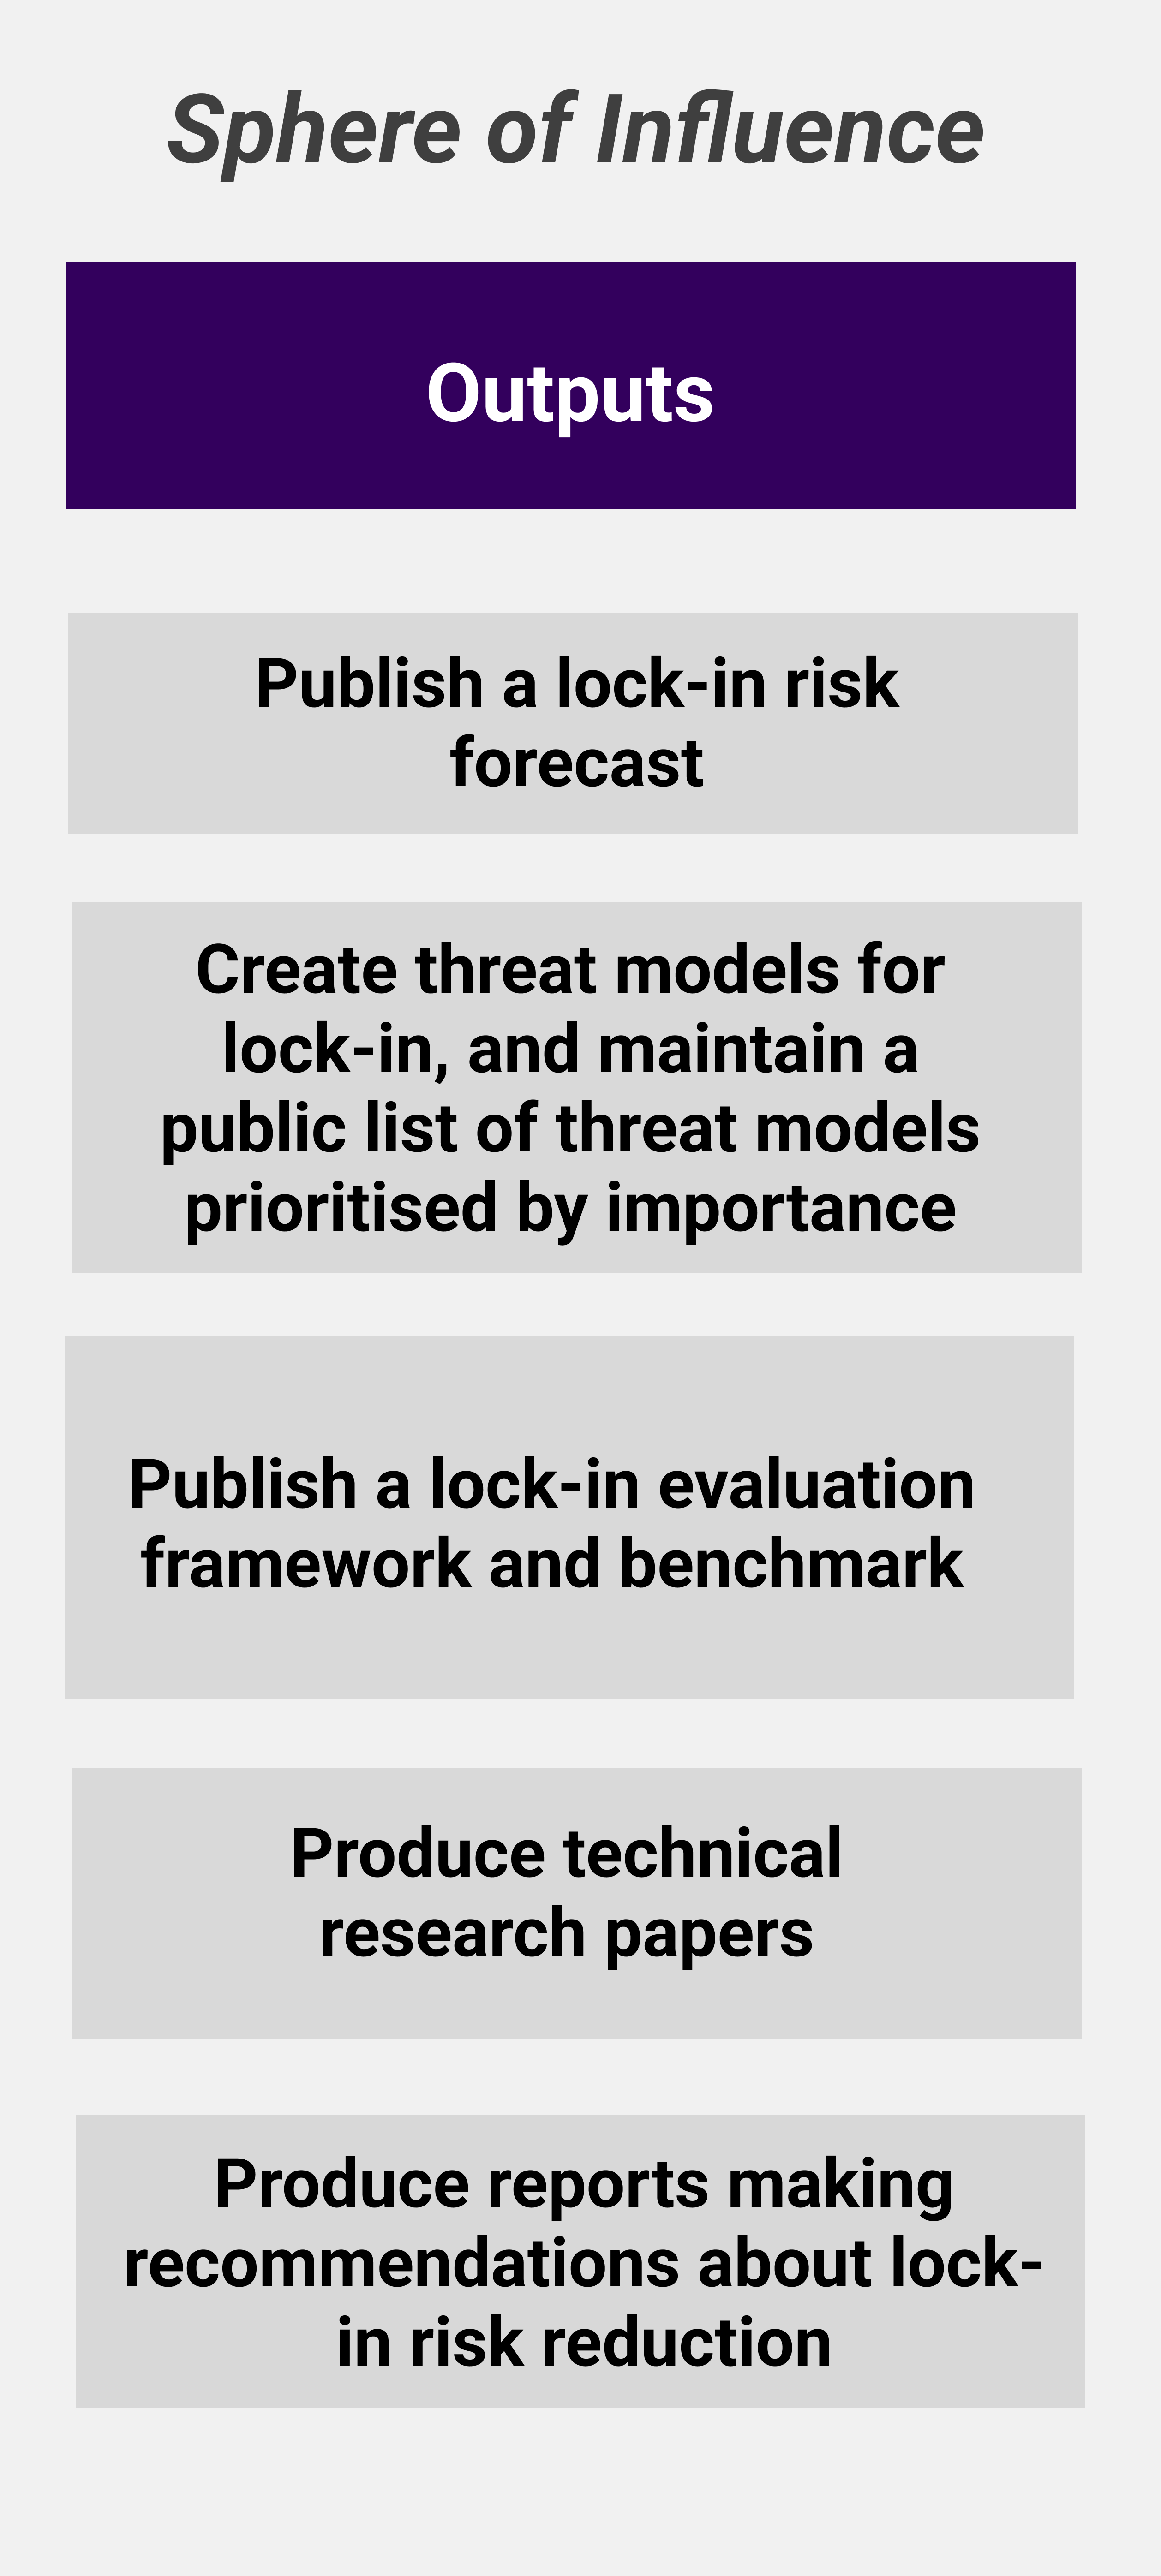 Sphere of Influence
Outputs
Publish a lock-in risk
forecast
Create threat models for
lock-in, and maintain a
public list of threat models
prioritised by importance
Publish a lock-in evaluation
framework and benchmark
Produce technical
research papers
Produce reports making
recommendations about lock-
in risk reduction